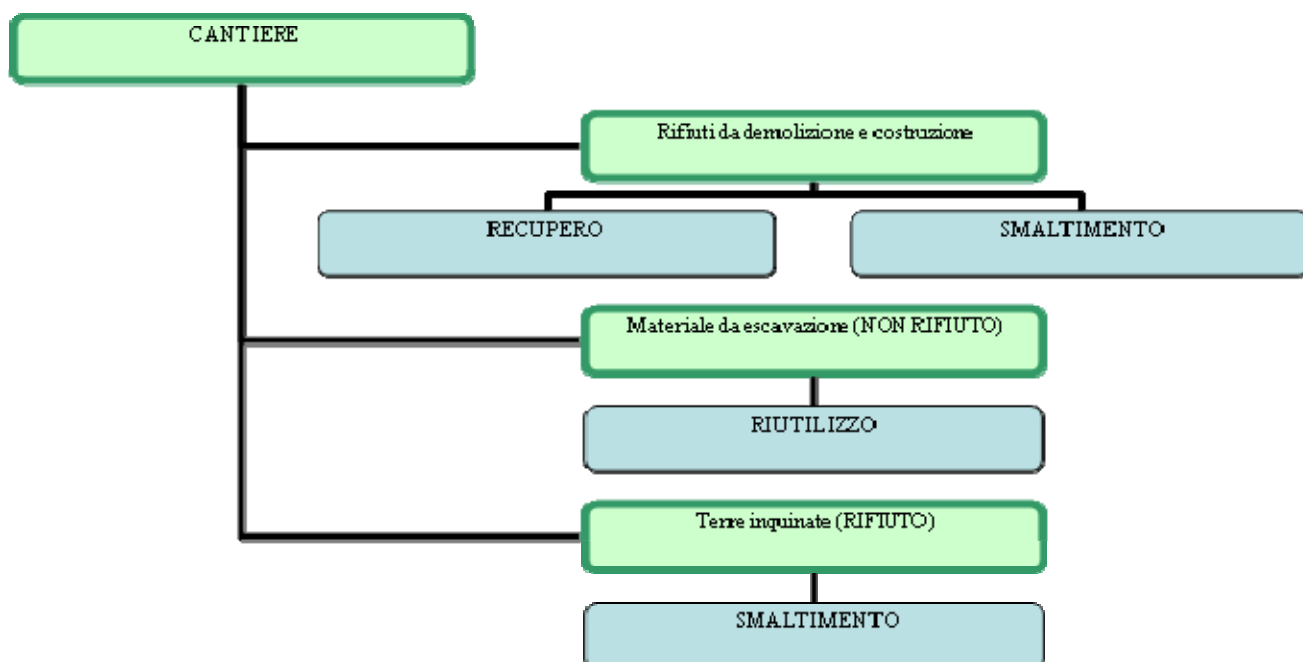 CANTIERE
Rifiuti da demolizione e costruzione
RECUPERO
SMALTIMENTO
Materiale da escavazione (NON RIFIUTO)
RIUTILIZZO
Terre inquinate (RIFIUTO)
SMALTIMENTO